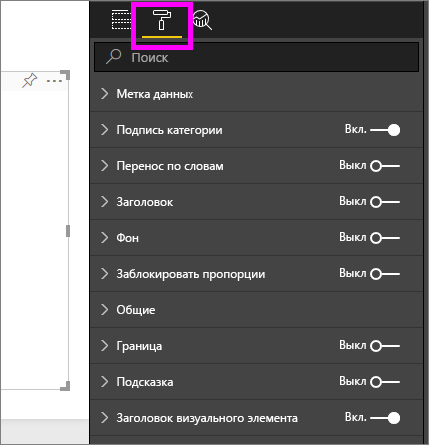 Поиск
Метка данных
Подпись категории Вкл.
Перенос по словам Выкл
Заголовок Выкл
Фон Выкл
Заблокировать пропорции Выкл
Общие
Граница Выкл
Подсказка Выкл
Заголовок визуального элемента Вкл.